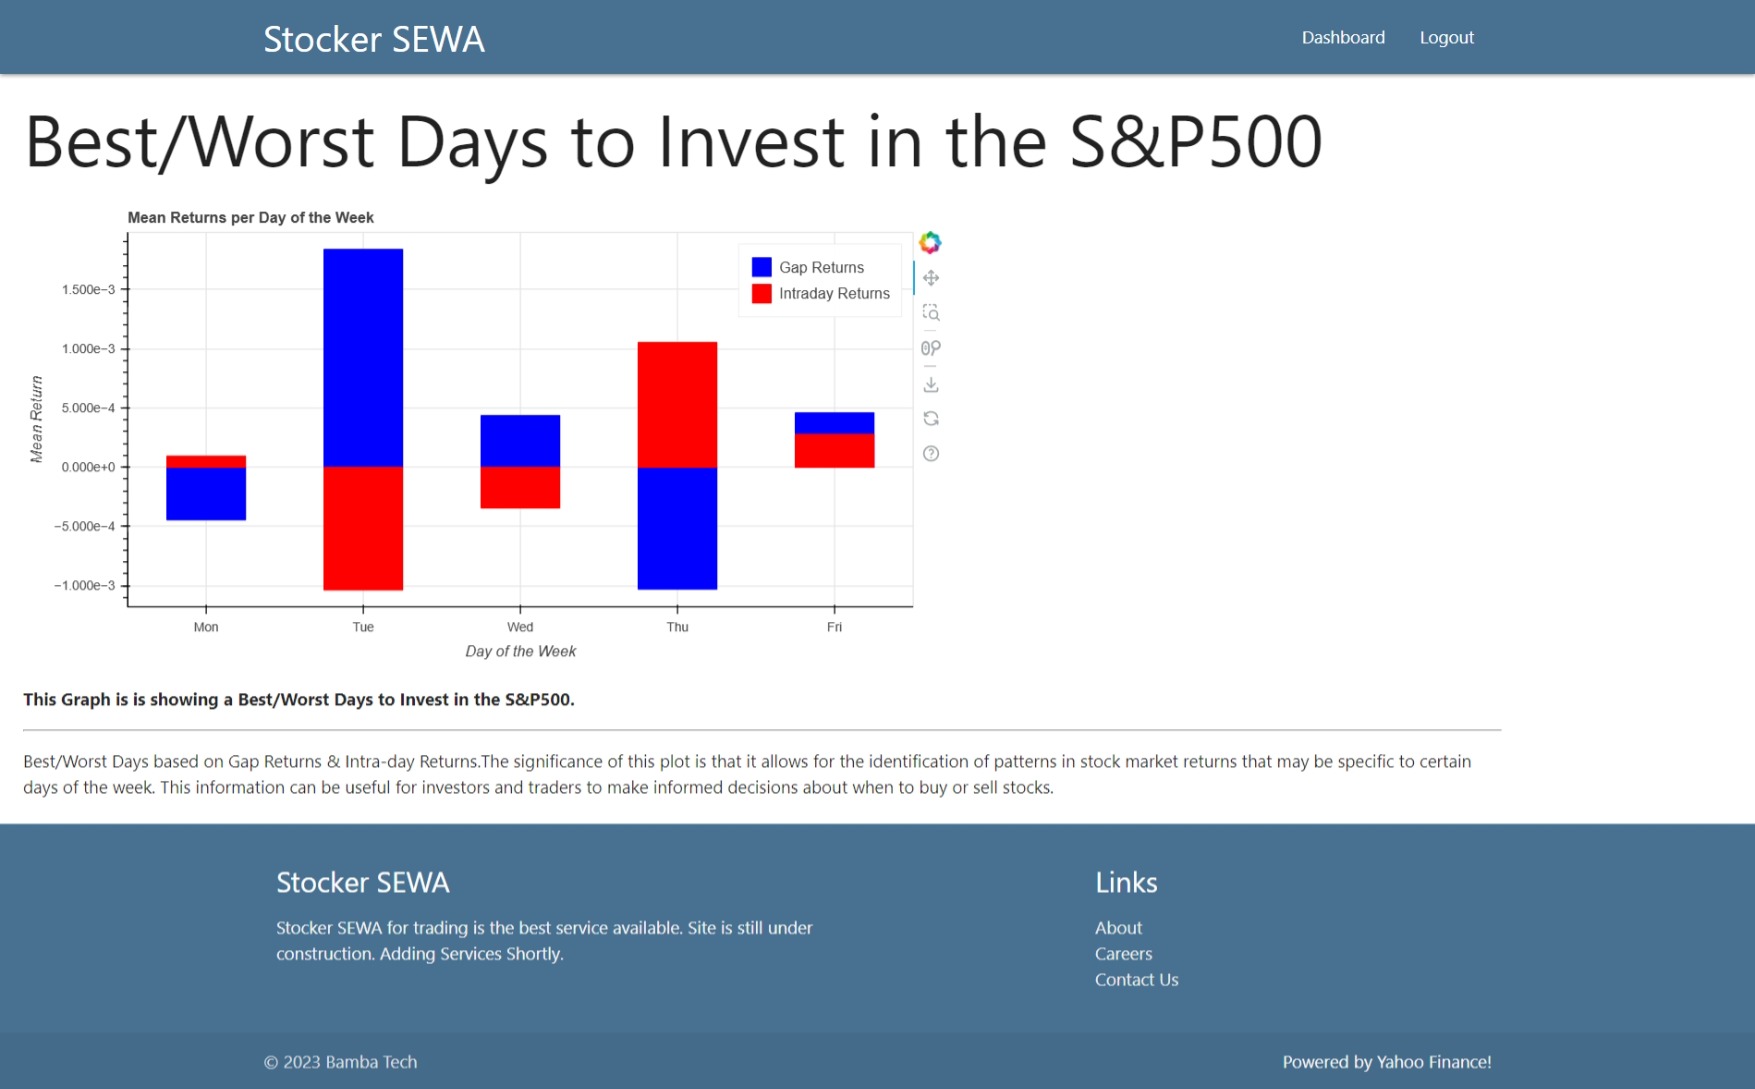 Stocker SEWA
Dashboard
Logout
Best/Worst Days to Invest in the S&P500
Mean Returns per Day of the Week
Gap Returns
Intraday Returns
1.500e−3
1.000e−3
5.000e−4
0.000e+0
−5.000e−4
−1.000e−3
Mean Return
Mon
Tue
Wed
Thu
Fri
Day of the Week
This Graph is is showing a Best/Worst Days to Invest in the S&P500.
Best/Worst Days based on Gap Returns & Intra-day Returns.The significance of this plot is that it allows for the identification of patterns in stock market returns that may be specific to certain
days of the week. This information can be useful for investors and traders to make informed decisions about when to buy or sell stocks.
Stocker SEWA
Stocker SEWA for trading is the best service available. Site is still under
construction. Adding Services Shortly.
Links
About
Careers
Contact Us
© 2023 Bamba Tech
Powered by Yahoo Finance!